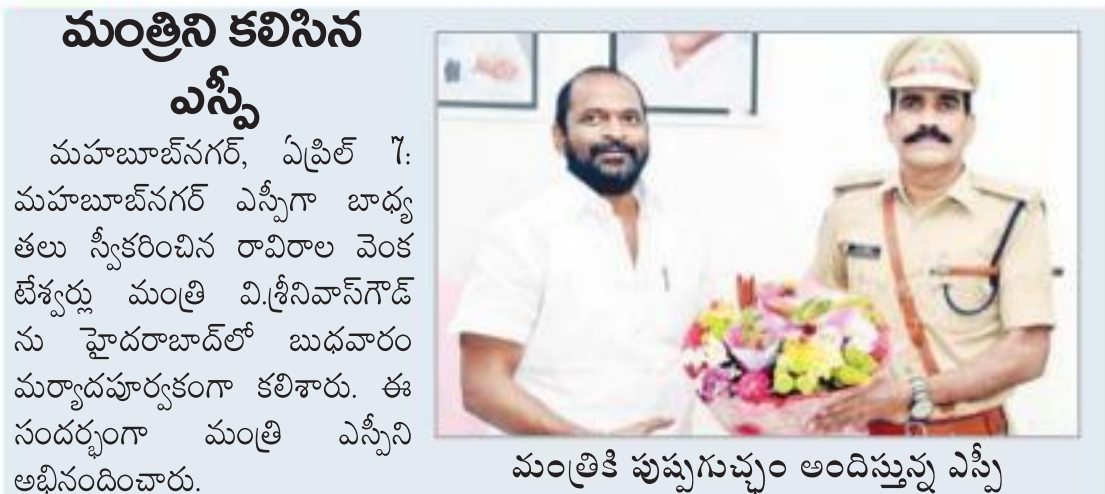 మంత్రిని కలిసిన
ఎస్పీ
మహబూబ్‌నగర్, ఏప్రిల్ 7:
మహబూబ్‌నగర్ ఎస్పీగా బాధ్య
తలు స్వీకరించిన రావిరాల వెంక
టేశ్వర్లు మంత్రి వి.శ్రీనివాస్‌గౌడ్
ను హైదరాబాద్‌లో బుధవారం
మర్యాదపూర్వకంగా కలిశారు. ఈ
సందర్భంగా మంత్రి ఎస్పీని
అభినందించారు.
మంత్రికి పుష్పగుచ్ఛం అందిస్తున్న ఎస్పీ